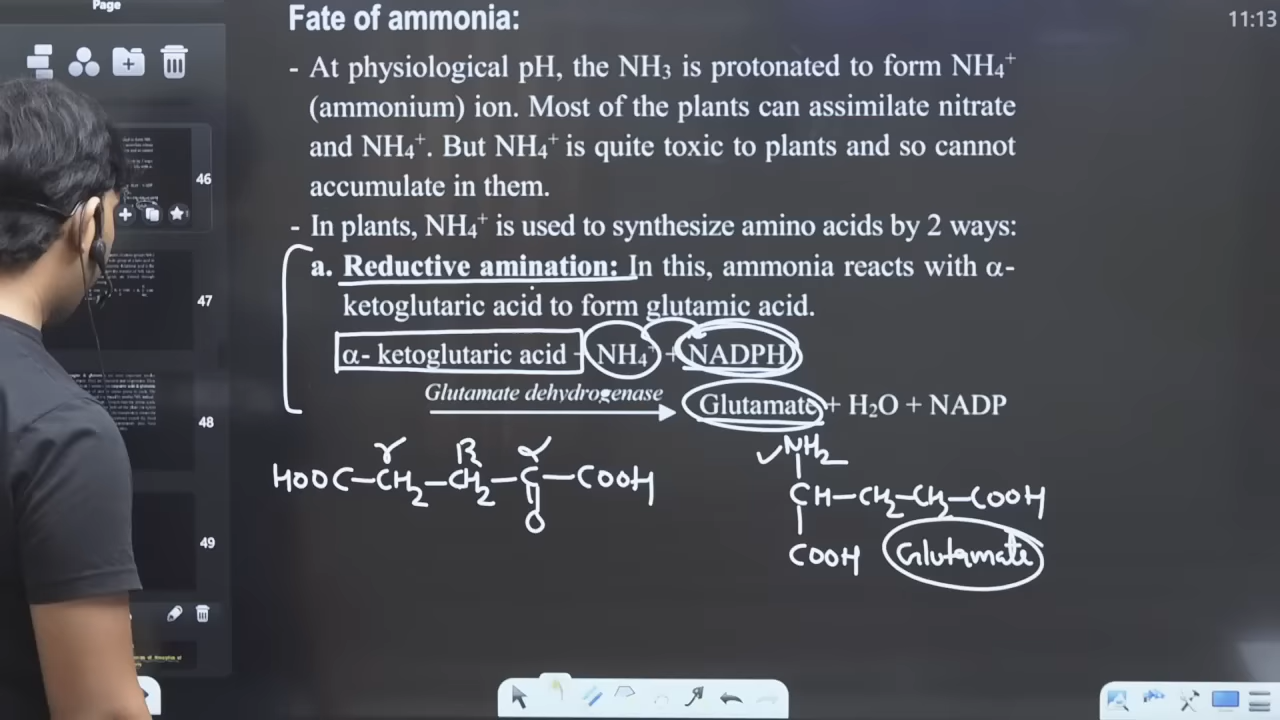 Page
Fate of ammonia:
11:13
- At physiological pH, the NH₃ is protonated to form NH₄⁺
(ammonium) ion. Most of the plants can assimilate nitrate
and NH₄⁺. But NH₄⁺ is quite toxic to plants and so cannot
accumulate in them.
- In plants, NH₄⁺ is used to synthesize amino acids by 2 ways:
a. Reductive amination: In this, ammonia reacts with α-
ketoglutaric acid to form glutamic acid.
α- ketoglutaric acid + NH₄⁺ + NADPH
Glutamate dehydrogenase
Glutamate + H₂O + NADP
γ β α
HOOC-CH₂-CH₂-C-COOH
O
NH₂
CH-CH₂-CH₂-COOH
COOH
Glutamate
46
47
48
49